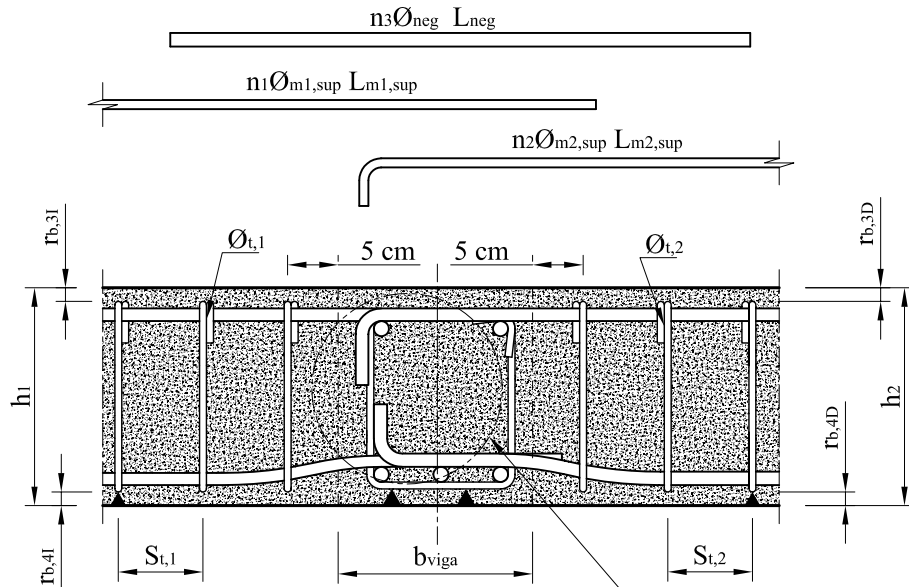 n3Øneg Lneg
n1Øm1,sup Lm1,sup
n2Øm2,sup Lm2,sup
rb,3I
Øt,1
5 cm
5 cm
Øt,2
rb,3D
h1
h2
rb,4D
rb,4I
St,1
bviga
St,2